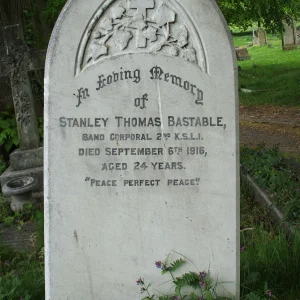 In Loving Memory
of
Stanley Thomas Bastable,
Band Corporal 2nd K.S.L.I.
Died September 6th 1916,
Aged 24 Years.
"Peace perfect peace."